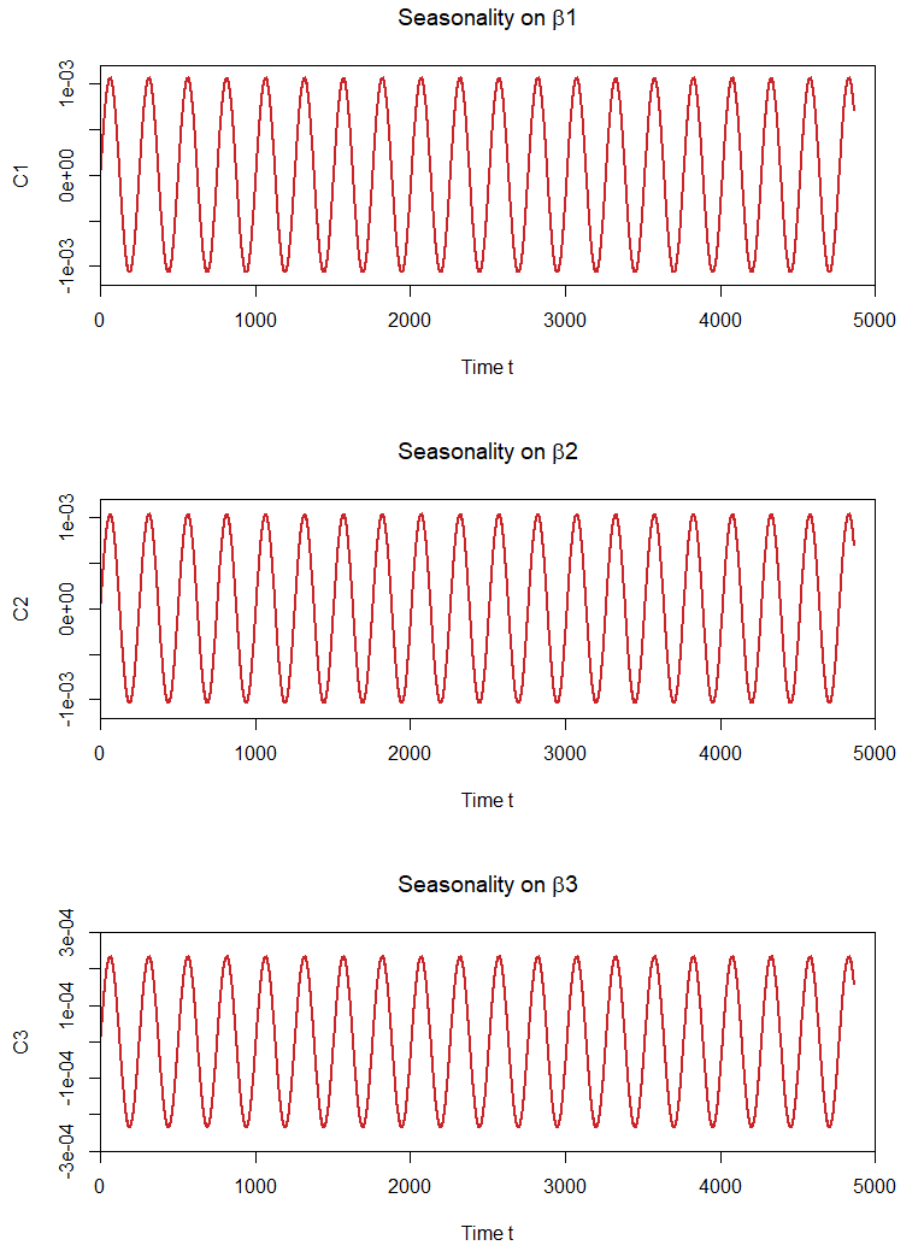 Seasonality on β1
1e-03
0e+00
-1e-03
C1
0 1000 2000 3000 4000 5000
Time t
Seasonality on β2
1e-03
0e+00
-1e-03
C2
0 1000 2000 3000 4000 5000
Time t
Seasonality on β3
3e-04
1e-04
-1e-04
-3e-04
C3
0 1000 2000 3000 4000 5000
Time t